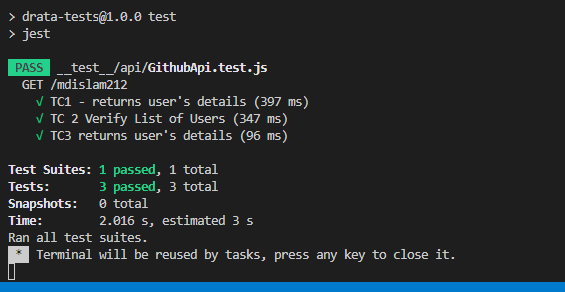 > drata-tests@1.0.0 test
> jest
PASS __test__/api/GithubApi.test.js
GET /mdislam212
√ TC1 - returns user's details (397 ms)
√ TC 2 Verify List of Users (347 ms)
√ TC3 returns user's details (96 ms)
Test Suites: 1 passed, 1 total
Tests: 3 passed, 3 total
Snapshots: 0 total
Time: 2.016 s, estimated 3 s
Ran all test suites.
* Terminal will be reused by tasks, press any key to close it.